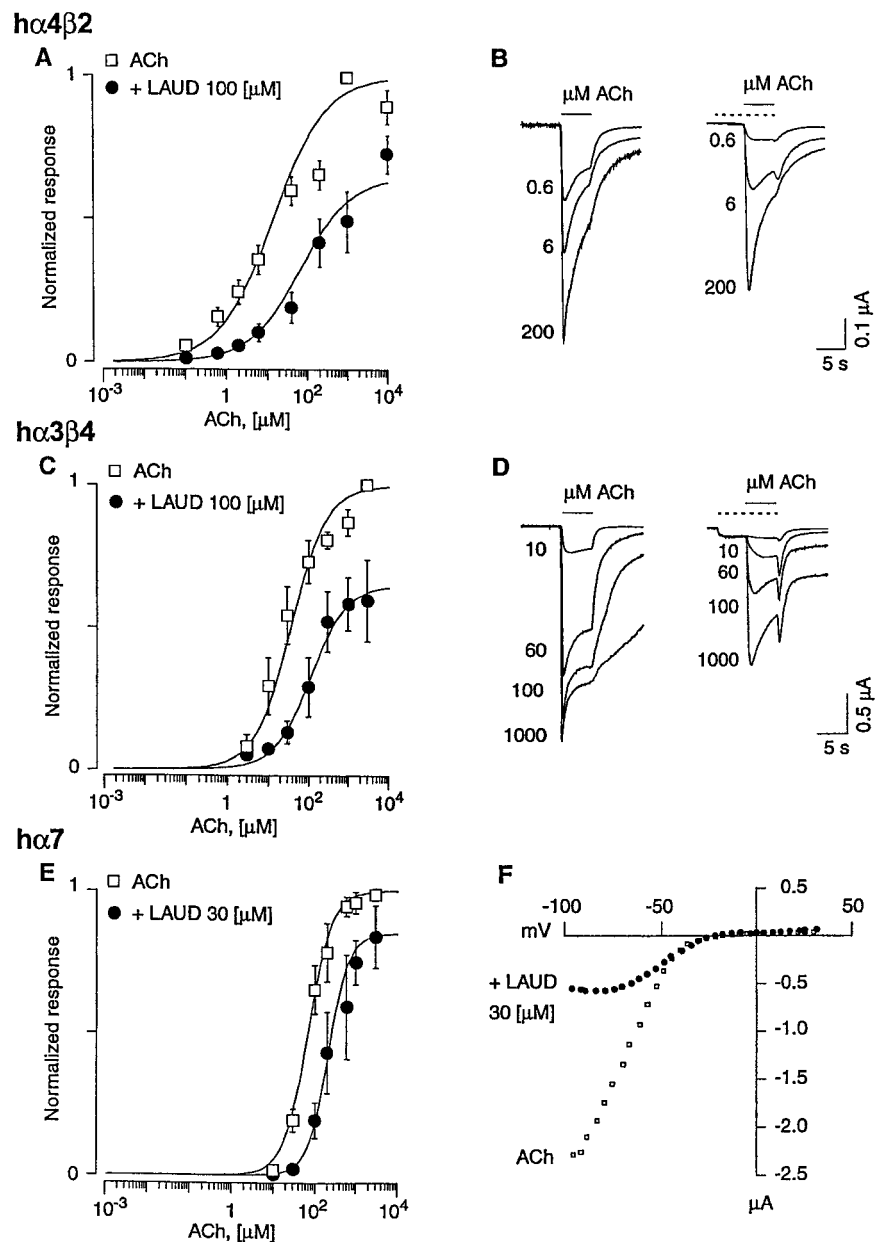 hα4β2
A
ACh
+ LAUD 100 [μM]
1
Normalized response
0
10⁻³
1
10²
10⁴
ACh, [μM]
B
μM ACh
0.6
6
200
μM ACh
0.6
6
200
0.1 μA
5 s
hα3β4
C
ACh
+ LAUD 100 [μM]
1
Normalized response
0
10⁻³
1
10²
10⁴
ACh, [μM]
D
μM ACh
10
60
100
1000
μM ACh
10
60
100
1000
0.5 μA
5 s
hα7
E
ACh
+ LAUD 30 [μM]
1
Normalized response
0
10⁻³
1
10²
10⁴
ACh, [μM]
F
-100
-50
50
mV
0.5
-0.5
-1.0
-1.5
-2.0
-2.5
μA
+ LAUD
30 [μM]
ACh